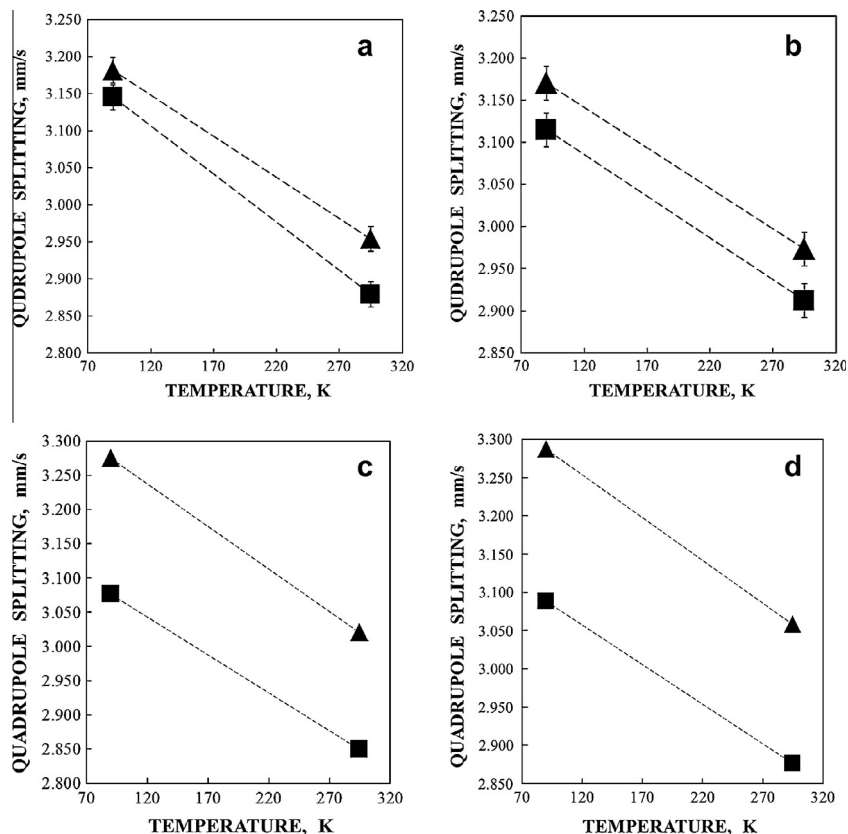 a
QUDRUPOLE SPLITTING, mm/s
3.250
3.200
3.150
3.100
3.050
3.000
2.950
2.900
2.850
2.800
70 120 170 220 270 320
TEMPERATURE, K
b
QUDRUPOLE SPLITTING, mm/s
3.250
3.200
3.150
3.100
3.050
3.000
2.950
2.900
2.850
70 120 170 220 270 320
TEMPERATURE, K
c
QUADRUPOLE SPLITTING, mm/s
3.300
3.250
3.200
3.150
3.100
3.050
3.000
2.950
2.900
2.850
2.800
70 120 170 220 270 320
TEMPERATURE, K
d
QUADRUPOLE SPLITTING, mm/s
3.300
3.250
3.200
3.150
3.100
3.050
3.000
2.950
2.900
2.850
70 120 170 220 270 320
TEMPERATURE, K